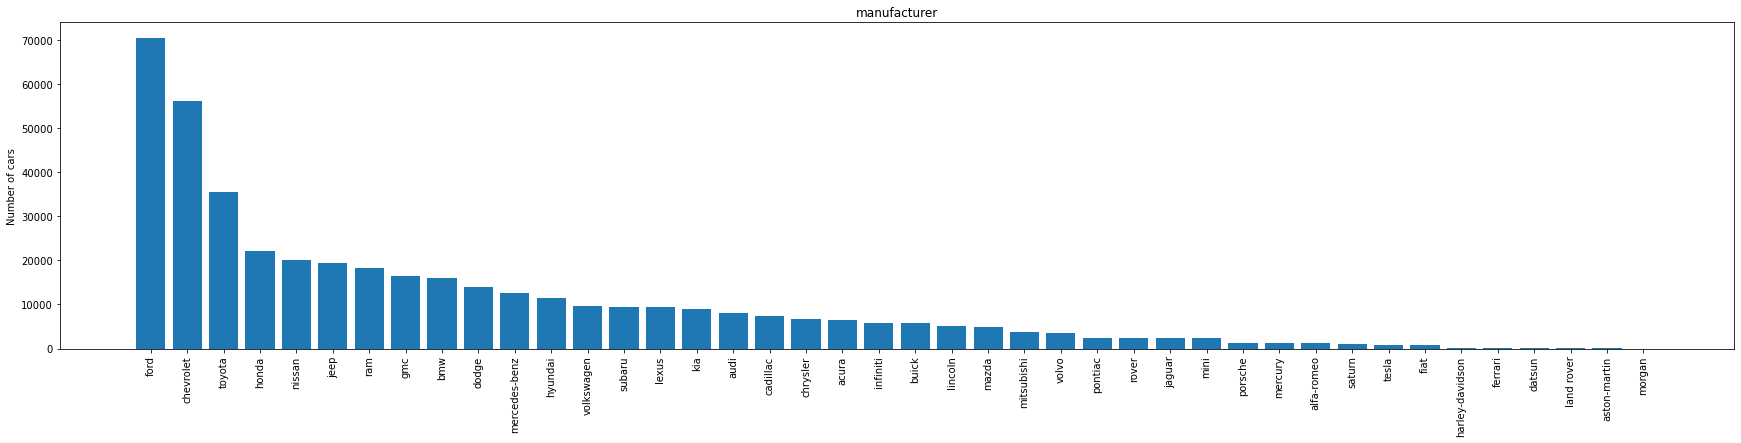 manufacturer
Number of cars
70000
60000
50000
40000
30000
20000
10000
0
ford
chevrolet
toyota
honda
nissan
jeep
ram
gmc
bmw
dodge
mercedes-benz
hyundai
volkswagen
subaru
lexus
kia
audi
cadillac
chrysler
acura
infiniti
buick
lincoln
mazda
mitsubishi
volvo
pontiac
rover
jaguar
mini
porsche
mercury
alfa-romeo
saturn
tesla
fiat
harley-davidson
ferrari
datsun
land rover
aston-martin
morgan